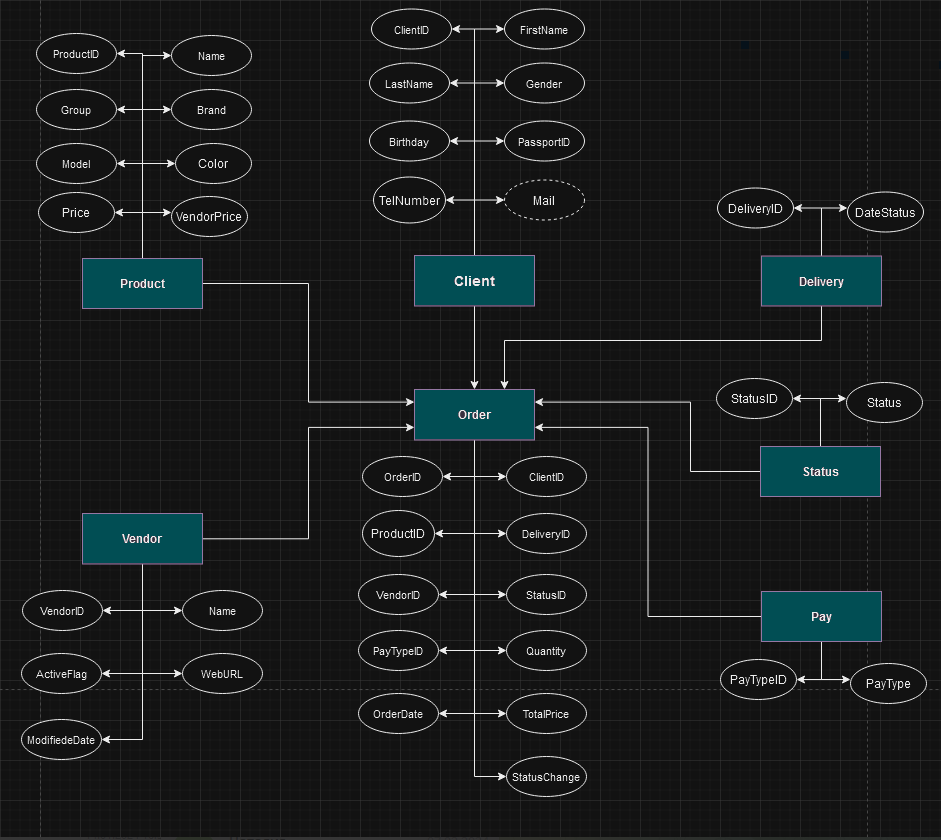 ClientID
FirstName
ProductID
Name
LastName
Gender
Group
Brand
Birthday
PassportID
Model
Color
TelNumber
Mail
Price
VendorPrice
DeliveryID
DateStatus
Product
Client
Delivery
StatusID
Status
Order
Status
OrderID
ClientID
ProductID
DeliveryID
Vendor
VendorID
StatusID
VendorID
Name
Pay
PayTypeID
Quantity
ActiveFlag
WebURL
PayTypeID
PayType
OrderDate
TotalPrice
ModifiedeDate
StatusChange